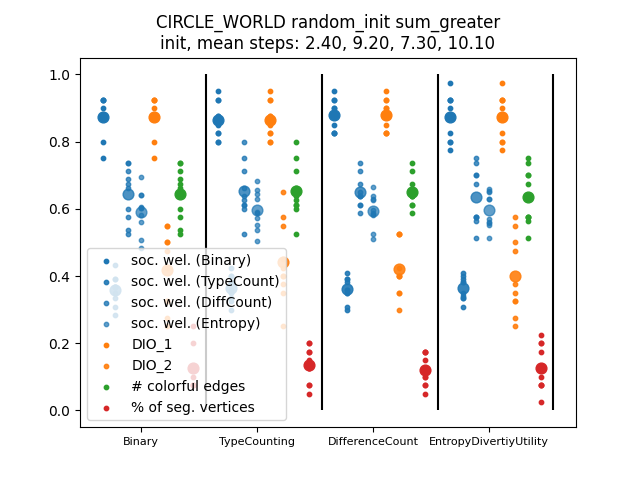 CIRCLE_WORLD random_init sum_greater
init, mean steps: 2.40, 9.20, 7.30, 10.10
1.0
0.8
0.6
0.4
0.2
0.0
soc. wel. (Binary)
soc. wel. (TypeCount)
soc. wel. (DiffCount)
soc. wel. (Entropy)
DIO_1
DIO_2
# colorful edges
% of seg. vertices
Binary
TypeCounting
DifferenceCount
EntropyDivertiyUtility